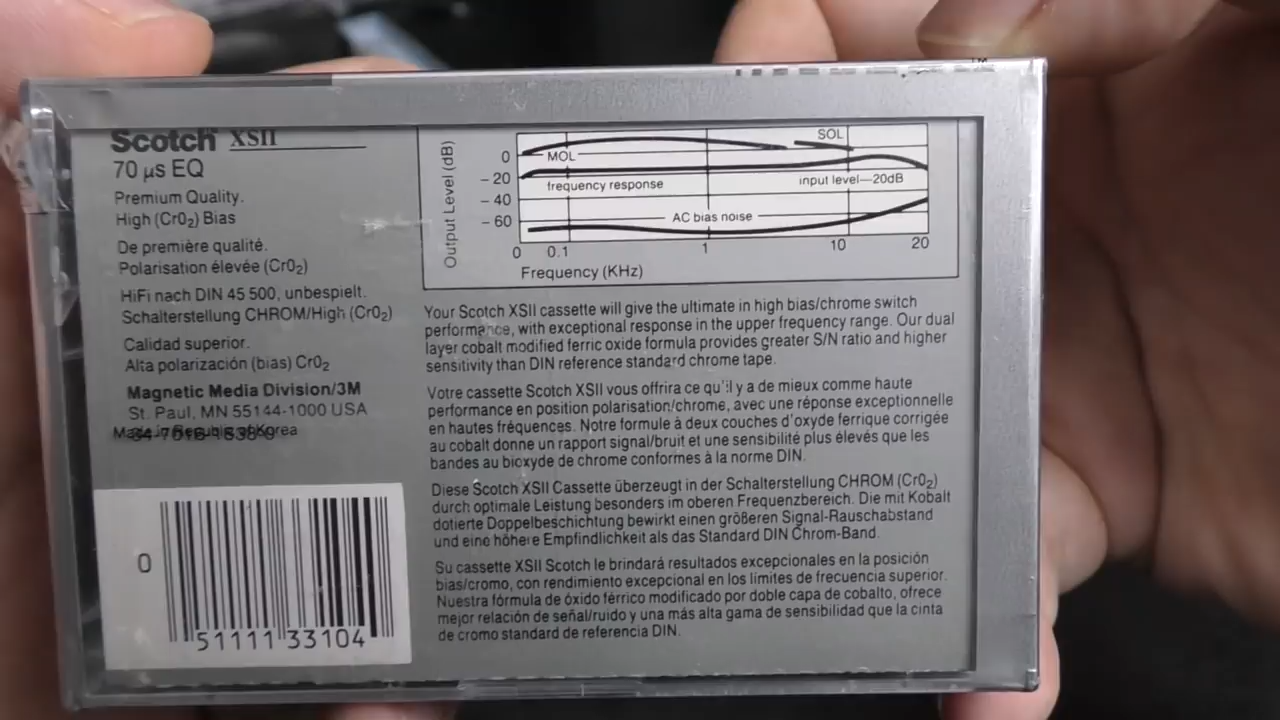 Scotch XSII
70 µs EQ
Premium Quality.
High (CrO₂) Bias
De première qualité.
Polarisation élevée (CrO₂)
HiFi nach DIN 45 500, unbespielt.
Schalterstellung CHROM/High (CrO₂)
Calidad superior.
Alta polarización (bias) CrO₂
Magnetic Media Division/3M
St. Paul, MN 55144-1000 USA
Made in Republic of Korea
0
51111 33104
Output Level (dB)
0
– 20
– 40
– 60
MOL
SOL
frequency response
input level—20dB
AC bias noise
0 0.1 1 10 20
Frequency (KHz)
Your Scotch XSII cassette will give the ultimate in high bias/chrome switch
performance, with exceptional response in the upper frequency range. Our dual
layer cobalt modified ferric oxide formula provides greater S/N ratio and higher
sensitivity than DIN reference standard chrome tape.
Votre cassette Scotch XSII vous offrira ce qu'il y a de mieux comme haute
performance en position polarisation/chrome, avec une réponse exceptionnelle
en hautes fréquences. Notre formule à deux couches d'oxyde ferrique corrigée
au cobalt donne un rapport signal/bruit et une sensibilité plus élevés que les
bandes au bioxyde de chrome conformes à la norme DIN.
Diese Scotch XSII Cassette überzeugt in der Schalterstellung CHROM (CrO₂)
durch optimale Leistung besonders im oberen Frequenzbereich. Die mit Kobalt
dotierte Doppelbeschichtung bewirkt einen größeren Signal-Rauschabstand
und eine höhere Empfindlichkeit als das Standard DIN Chrom-Band.
Su cassette XSII Scotch le brindará resultados excepcionales en la posición
bias/cromo, con rendimiento excepcional en los límites de frecuencia superior.
Nuestra fórmula de óxido férrico modificado por doble capa de cobalto, ofrece
mejor relación de señal/ruido y una más alta gama de sensibilidad que la cinta
de cromo standard de referencia DIN.